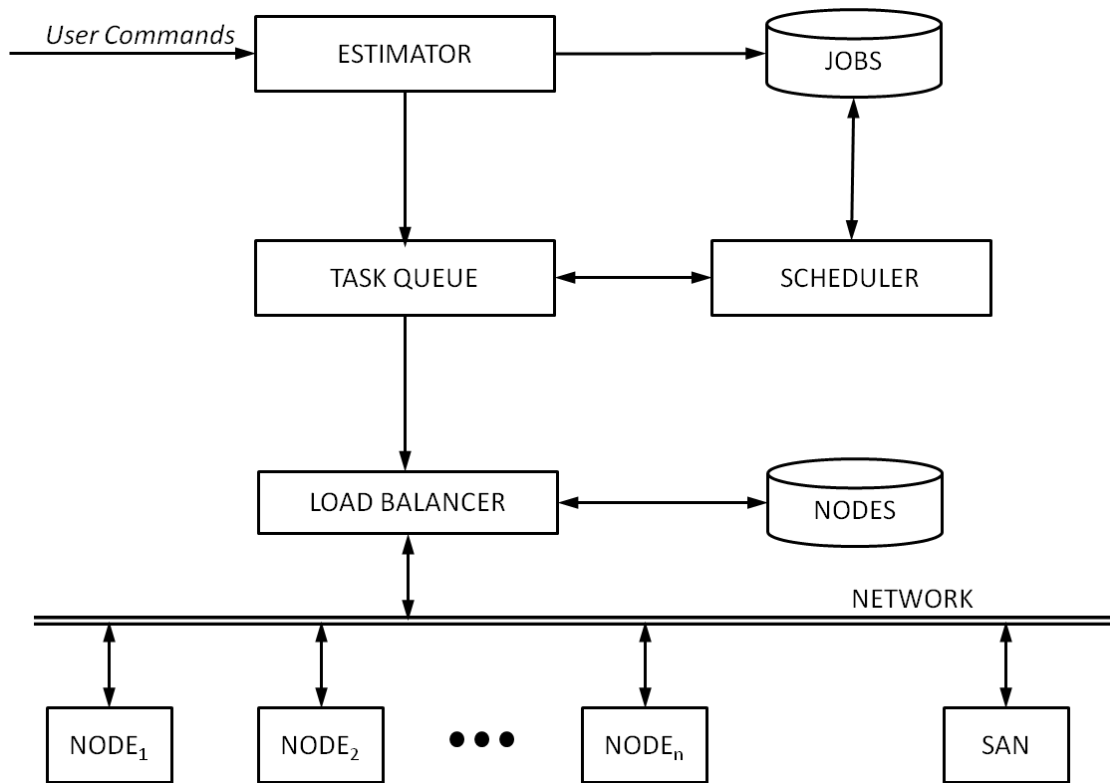 User Commands
ESTIMATOR
JOBS
TASK QUEUE
SCHEDULER
LOAD BALANCER
NODES
NETWORK
NODE₁
NODE₂
●●●
NODEₙ
SAN